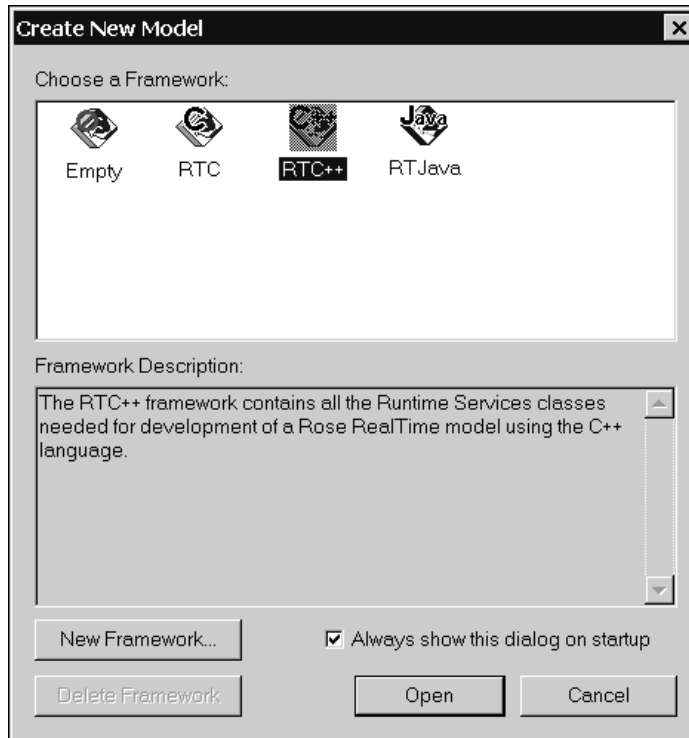 Create New Model
Choose a Framework:
Empty
RTC
RTC++
RTJava
Framework Description:
The RTC++ framework contains all the Runtime Services classes
needed for development of a Rose RealTime model using the C++
language.
New Framework...
Always show this dialog on startup
Delete Framework
Open
Cancel